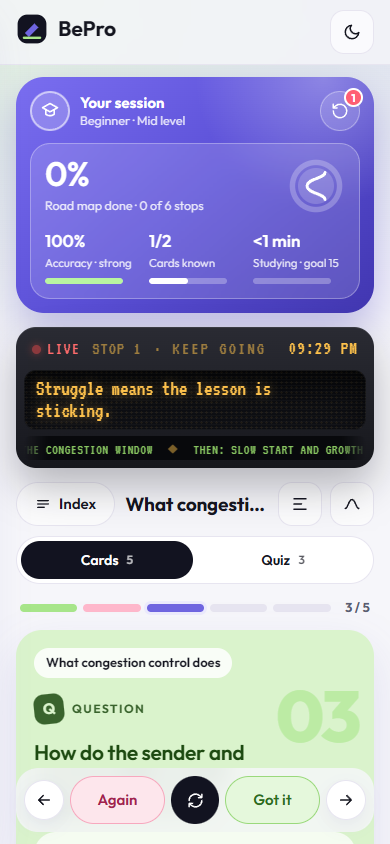 BePro
Your session
Beginner · Mid level
1
0%
Road map done · 0 of 6 stops
100%
Accuracy · strong
1/2
Cards known
<1 min
Studying · goal 15
LIVE STOP 1 · KEEP GOING 09:29 PM
Struggle means the lesson is
sticking.
HE CONGESTION WINDOW ◆ THEN: SLOW START AND GROWTH
Index
What congesti...
Cards 5
Quiz 3
3 / 5
What congestion control does
Q QUESTION
03
How do the sender and
Again
Got it